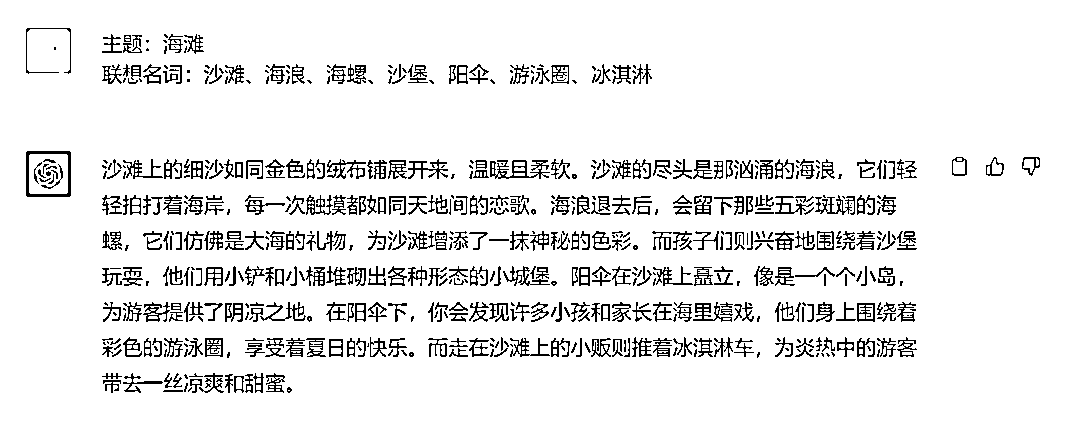 主题：海滩
联想名词：沙滩、海浪、海螺、沙堡、阳伞、游泳圈、冰淇淋
沙滩上的细沙如同金色的绒布铺展开来，温暖且柔软。沙滩的尽头是那汹涌的海浪，它们轻
轻拍打着海岸，每一次触摸都如同天地间的恋歌。海浪退去后，会留下那些五彩斑斓的海
螺，它们仿佛是大海的礼物，为沙滩增添了一抹神秘的色彩。而孩子们则兴奋地围绕着沙堡
玩耍，他们用小铲和小桶堆砌出各种形态的小城堡。阳伞在沙滩上矗立，像是一个个小岛，
为游客提供了阴凉之地。在阳伞下，你会发现许多小孩和家长在海里嬉戏，他们身上围绕着
彩色的游泳圈，享受着夏日的快乐。而走在沙滩上的小贩则推着冰淇淋车，为炎热中的游客
带去一丝凉爽和甜蜜。